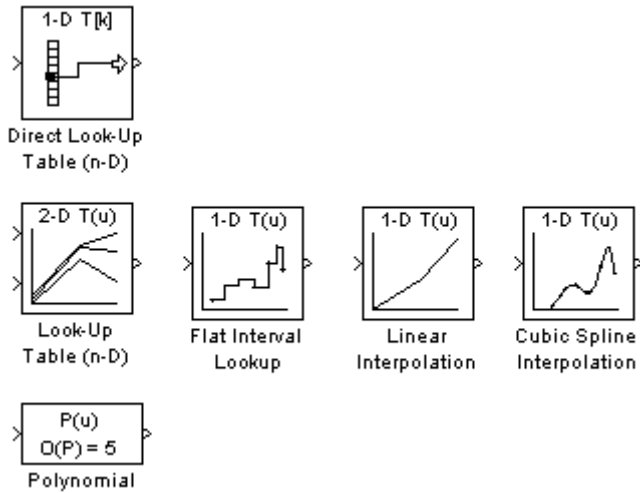 1-D T[k]
Direct Look-Up
Table (n-D)
2-D T(u)
Look-Up
Table (n-D)
1-D T(u)
Flat Interval
Lookup
1-D T(u)
Linear
Interpolation
1-D T(u)
Cubic Spline
Interpolation
P(u)
O(P) = 5
Polynomial